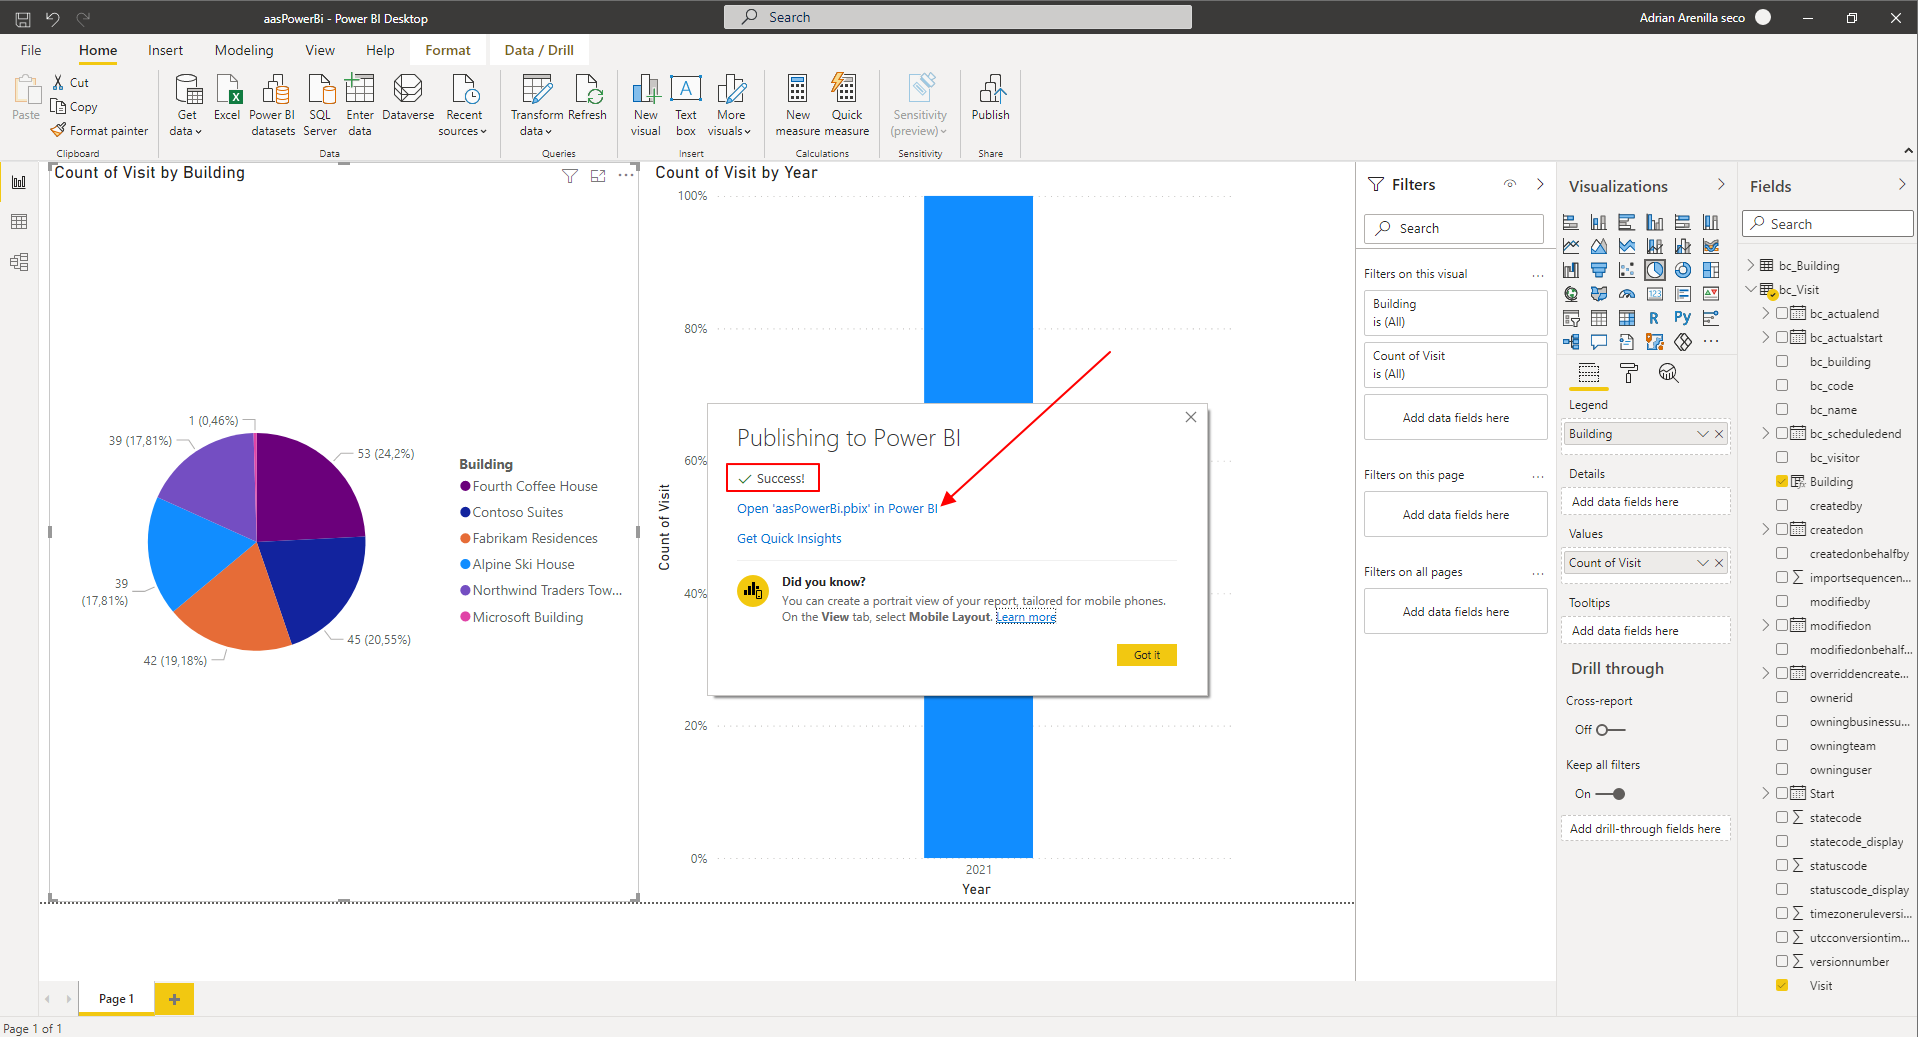 aasPowerBi - Power BI Desktop
Search
Adrian Arenilla seco
File
Home
Insert
Modeling
View
Help
Format
Data / Drill
Paste
Cut
Copy
Format painter
Clipboard
Get
data
Excel
Power BI
datasets
SQL
Server
Enter
data
Dataverse
Recent
sources
Data
Transform
data
Refresh
Queries
New
visual
Text
box
More
visuals
Insert
New
measure
Quick
measure
Calculations
Sensitivity
(preview)
Sensitivity
Publish
Share
Count of Visit by Building
1 (0,46%)
39 (17,81%)
53 (24,2%)
39
(17,81%)
45 (20,55%)
42 (19,18%)
Building
Fourth Coffee House
Contoso Suites
Fabrikam Residences
Alpine Ski House
Northwind Traders Tow...
Microsoft Building
Count of Visit by Year
100%
80%
60%
40%
20%
0%
Count of Visit
2021
Year
Publishing to Power BI
Success!
Open 'aasPowerBi.pbix' in Power BI
Get Quick Insights
Did you know?
You can create a portrait view of your report, tailored for mobile phones.
On the View tab, select Mobile Layout. Learn more
Got it
Filters
Search
Filters on this visual
...
Building
is (All)
Count of Visit
is (All)
Add data fields here
Filters on this page
...
Add data fields here
Filters on all pages
...
Add data fields here
Visualizations
123
R
Py
...
Legend
Building
Details
Add data fields here
Values
Count of Visit
Tooltips
Add data fields here
Drill through
Cross-report
Off
Keep all filters
On
Add drill-through fields here
Fields
Search
bc_Building
bc_Visit
bc_actualend
bc_actualstart
bc_building
bc_code
bc_name
bc_scheduledend
bc_visitor
Building
createdby
createdon
createdonbehalfby
importsequencen...
modifiedby
modifiedon
modifiedonbehalf...
overriddencreate...
ownerid
owningbusinessu...
owningteam
owninguser
Start
statecode
statecode_display
statuscode
statuscode_display
timezoneruleversi...
utcconversiontim...
versionnumber
Visit
Page 1
Page 1 of 1